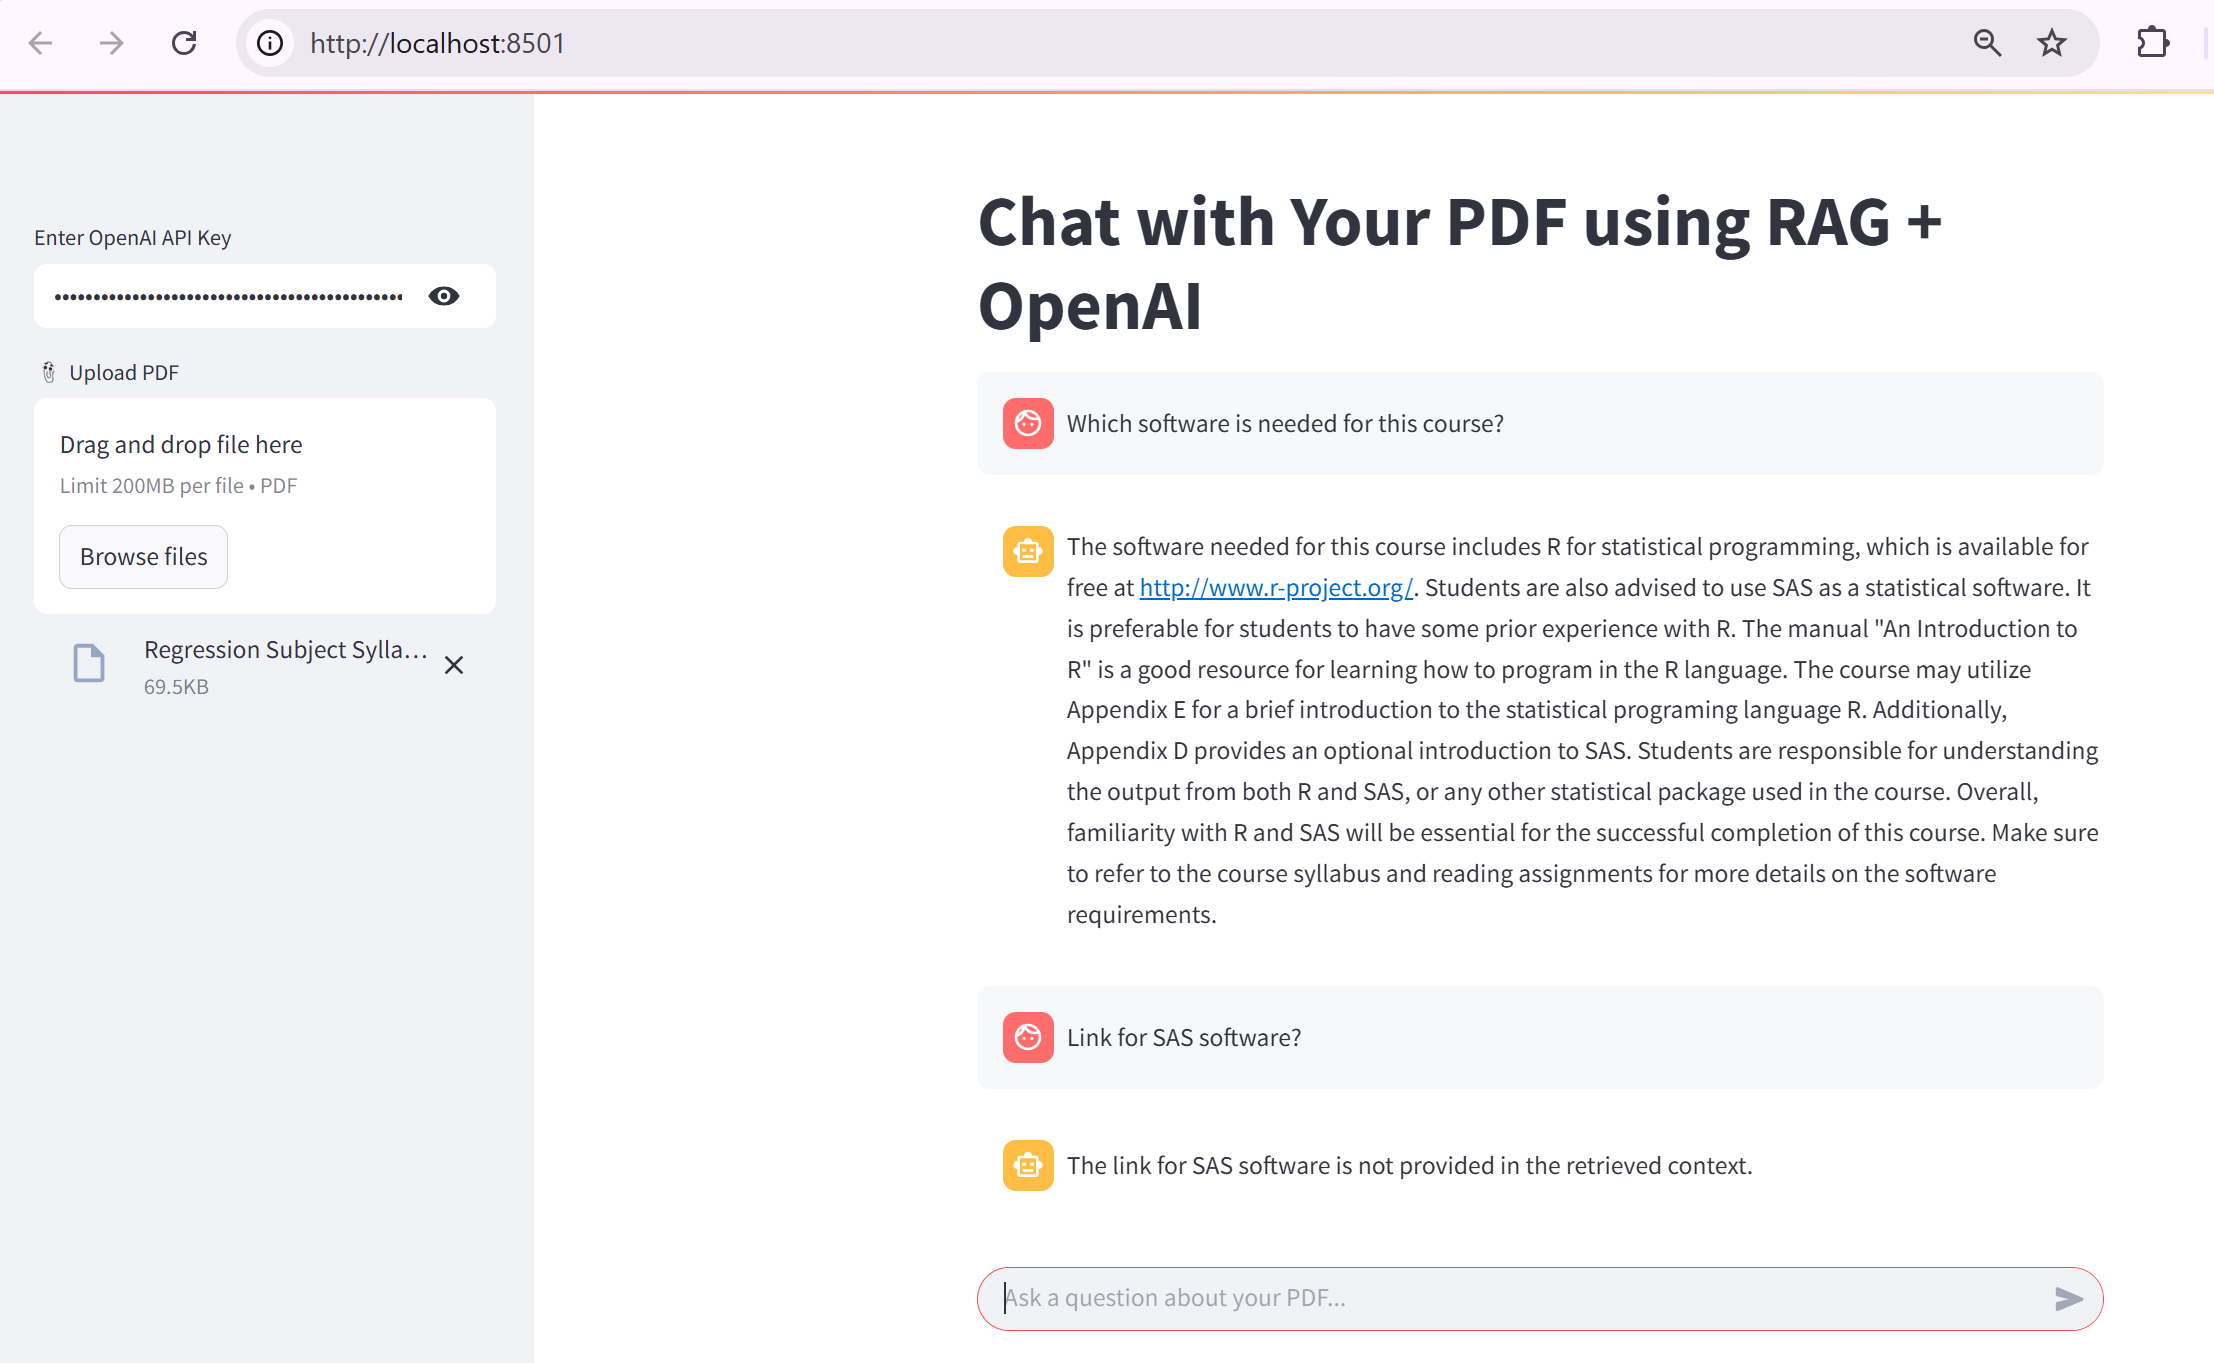 http://localhost:8501
Enter OpenAI API Key
Upload PDF
Drag and drop file here
Limit 200MB per file • PDF
Browse files
Regression Subject Sylla...
69.5KB
Chat with Your PDF using RAG +
OpenAI
Which software is needed for this course?
The software needed for this course includes R for statistical programming, which is available for
free at http://www.r-project.org/. Students are also advised to use SAS as a statistical software. It
is preferable for students to have some prior experience with R. The manual "An Introduction to
R" is a good resource for learning how to program in the R language. The course may utilize
Appendix E for a brief introduction to the statistical programing language R. Additionally,
Appendix D provides an optional introduction to SAS. Students are responsible for understanding
the output from both R and SAS, or any other statistical package used in the course. Overall,
familiarity with R and SAS will be essential for the successful completion of this course. Make sure
to refer to the course syllabus and reading assignments for more details on the software
requirements.
Link for SAS software?
The link for SAS software is not provided in the retrieved context.
Ask a question about your PDF...